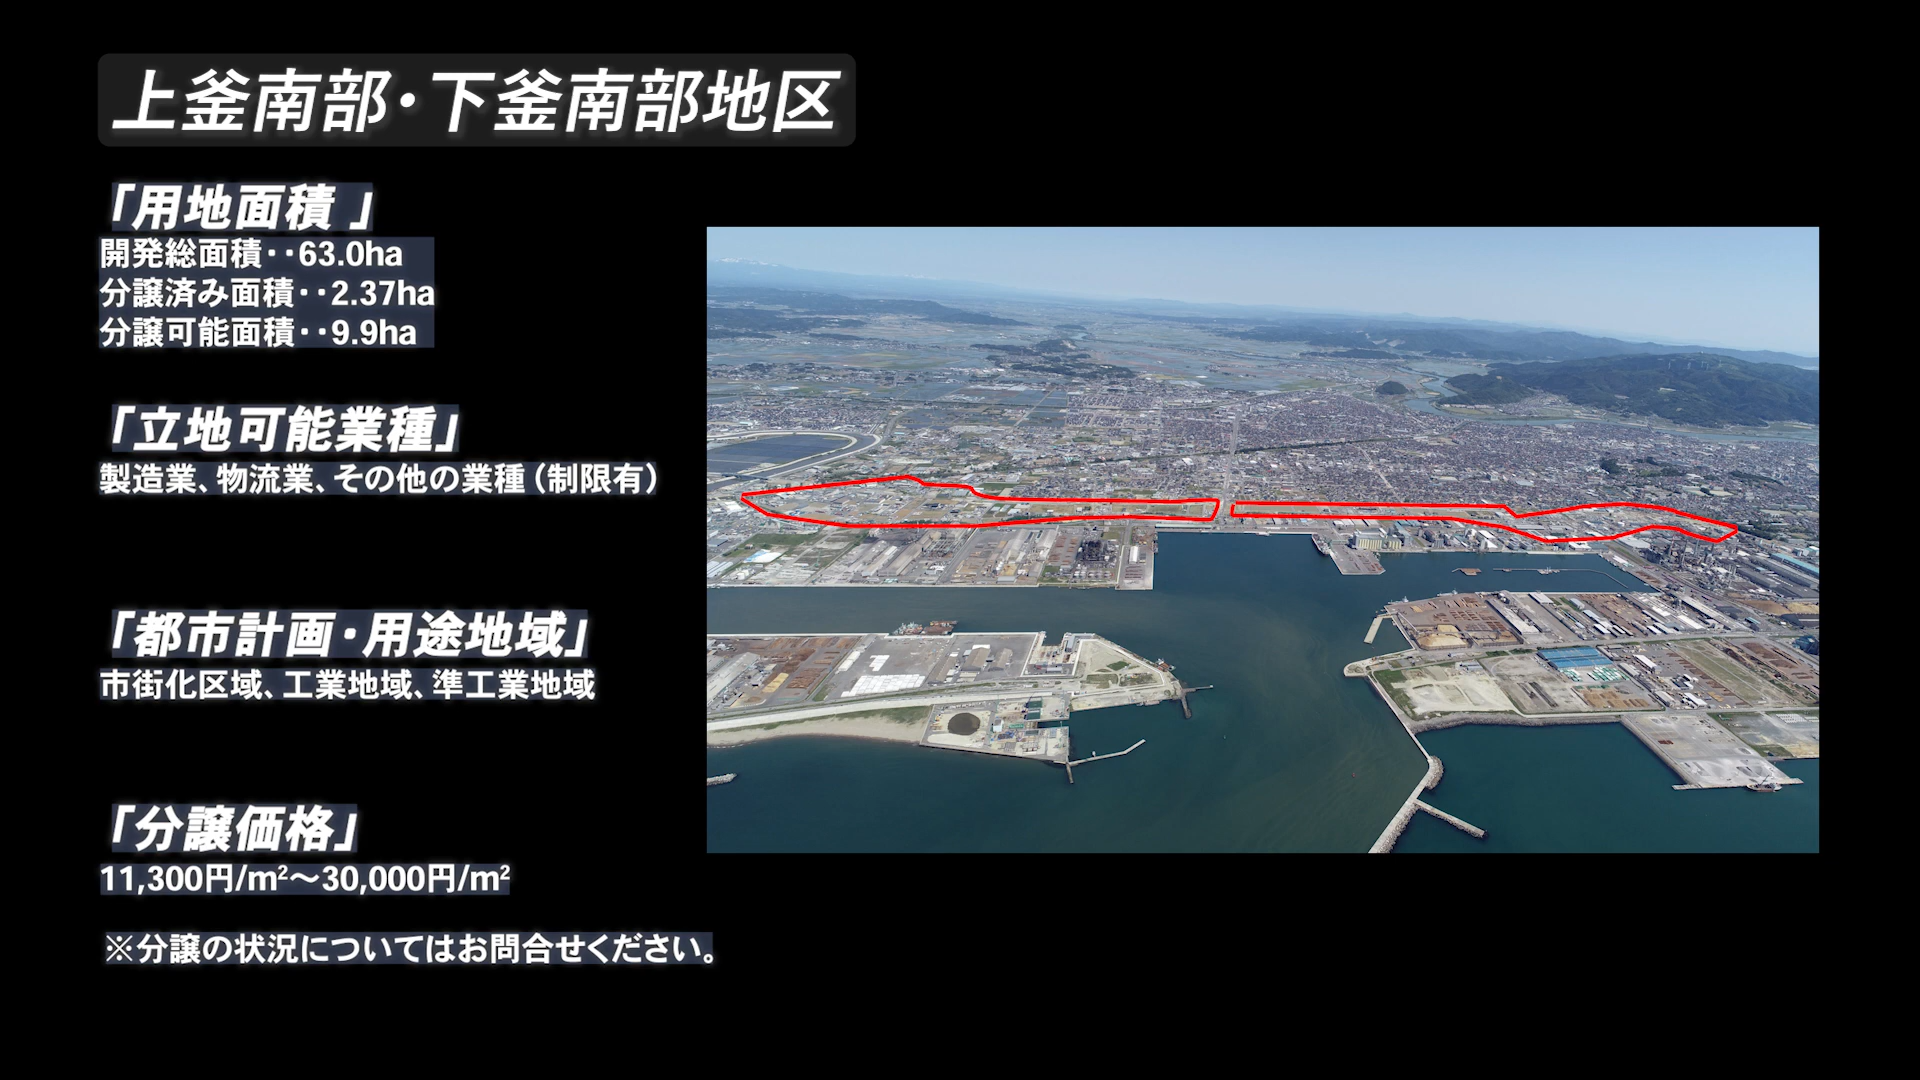 上釜南部・下釜南部地区
「用地面積 」
開発総面積‥63.0ha
分譲済み面積‥2.37ha
分譲可能面積‥9.9ha
「立地可能業種」
製造業、物流業、その他の業種（制限有）
「都市計画・用途地域」
市街化区域、工業地域、準工業地域
「分譲価格」
11,300円/m²～30,000円/m²
※分譲の状況についてはお問合せください。